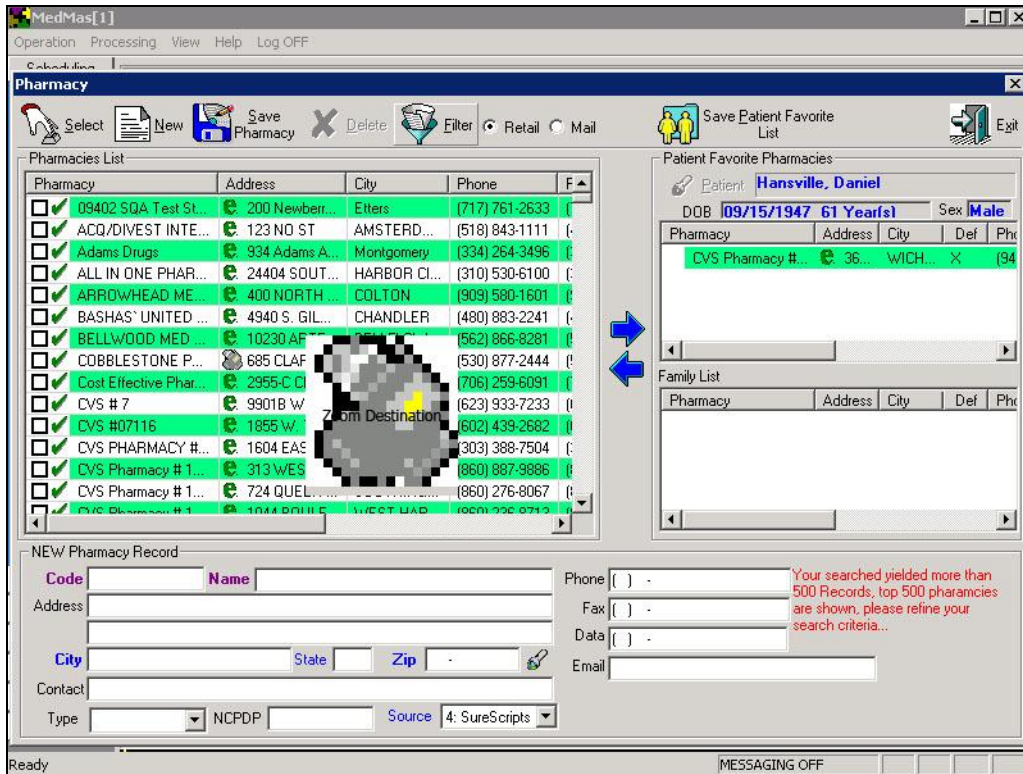 MedMas[1]
Operation Processing View Help Log OFF
Pharmacy
Select New Save Pharmacy Delete Filter Retail Mail Save Patient Favorite List Exit
Pharmacies List
Pharmacy Address City Phone
09402 SQA Test St... 200 Newberr... Etters (717) 761-2633
ACQ/DIVEST INTE... 123 NO ST AMSTERD... (518) 843-1111
Adams Drugs 934 Adams A... Montgomery (334) 264-3496
ALL IN ONE PHAR... 24404 SOUT... HARBOR CI... (310) 530-6100
ARROWHEAD ME... 400 NORTH ... COLTON (909) 580-1601
BASHAS` UNITED ... 4940 S. GIL... CHANDLER (480) 883-2241
BELLWOOD MED ... 10230 (562) 866-8281
COBBLESTONE P... 685 (530) 877-2444
Cost Effective Phar... 2955-C (706) 259-6091
CVS # 7 9901B W (623) 933-7233
CVS #07116 1855 W. (602) 439-2682
CVS PHARMACY #... 1604 (303) 388-7504
CVS Pharmacy # 1... 313 (860) 887-9886
CVS Pharmacy # 1... 724 (860) 276-8067
Zoom Destination
Patient Favorite Pharmacies
Patient Hansville, Daniel
DOB 09/15/1947 61 Year(s) Sex Male
Pharmacy Address City Def
CVS Pharmacy #... 36... WICH... X (94
Family List
Pharmacy Address City Def
NEW Pharmacy Record
Code Name
Address
City State Zip -
Contact
Type NCPDP Source 4: SureScripts
Phone ( ) -
Fax ( ) -
Data ( ) -
Email
Your searched yielded more than
500 Records, top 500 pharamcies
are shown, please refine your
search criteria...
Ready MESSAGING OFF